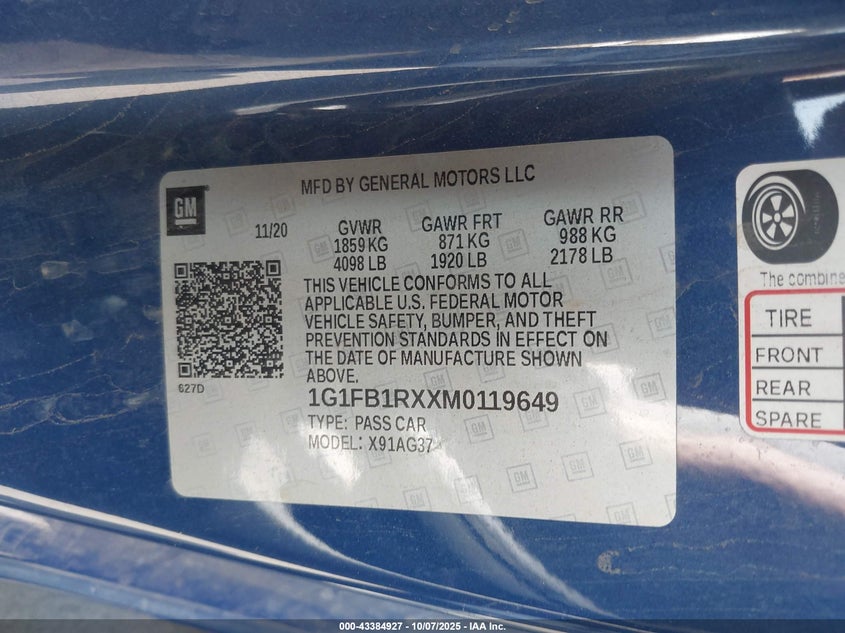 MFD BY GENERAL MOTORS LLC
GM
11/20
GVWR
1859 KG
4098 LB
GAWR FRT
871 KG
1920 LB
GAWR RR
988 KG
2178 LB
THIS VEHICLE CONFORMS TO ALL
APPLICABLE U.S. FEDERAL MOTOR
VEHICLE SAFETY, BUMPER, AND THEFT
PREVENTION STANDARDS IN EFFECT ON
THE DATE OF MANUFACTURE SHOWN
ABOVE.
627D
1G1FB1RXXM0119649
TYPE: PASS CAR
MODEL: X91AG37
The combine
TIRE
FRONT
REAR
SPARE
000-43384927 - 10/07/2025 - IAA Inc.